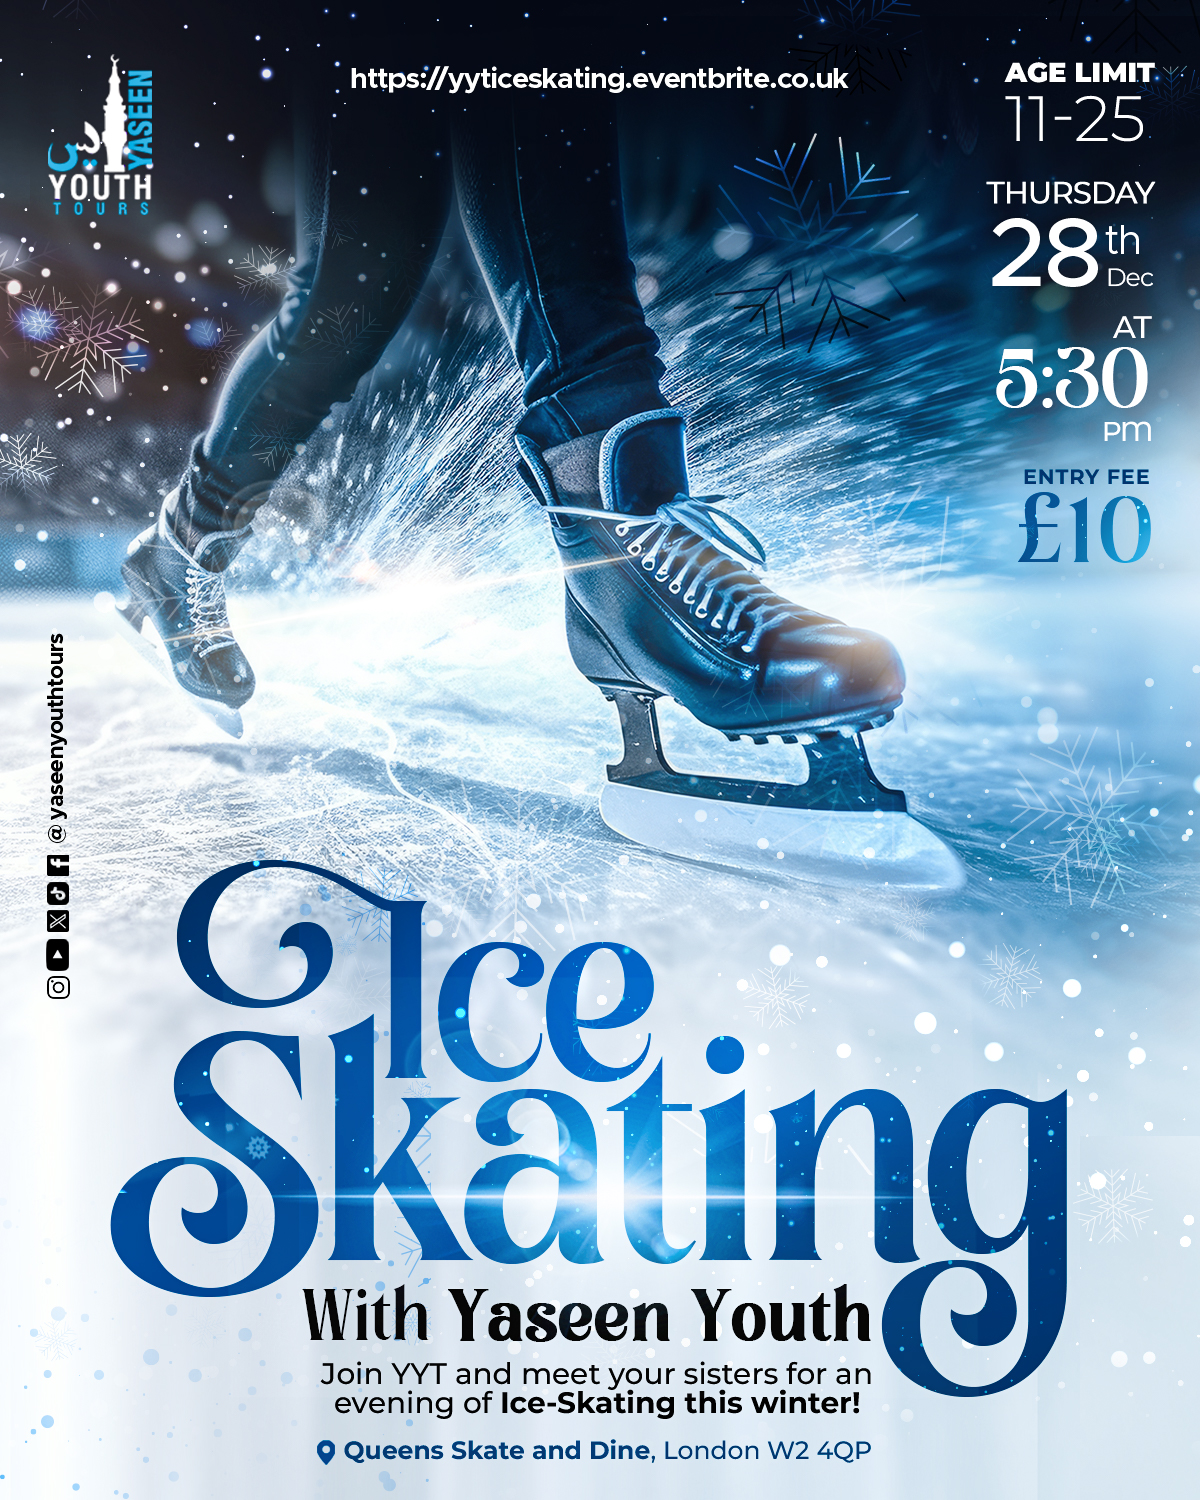 يس
YASEEN
YOUTH
TOURS
https://yyticeskating.eventbrite.co.uk
AGE LIMIT
11-25
THURSDAY
28th
Dec
AT
5:30
pm
ENTRY FEE
£10
@yaseenyouthtours
Ice
Skating
With Yaseen Youth
Join YYT and meet your sisters for an
evening of Ice-Skating this winter!
Queens Skate and Dine, London W2 4QP